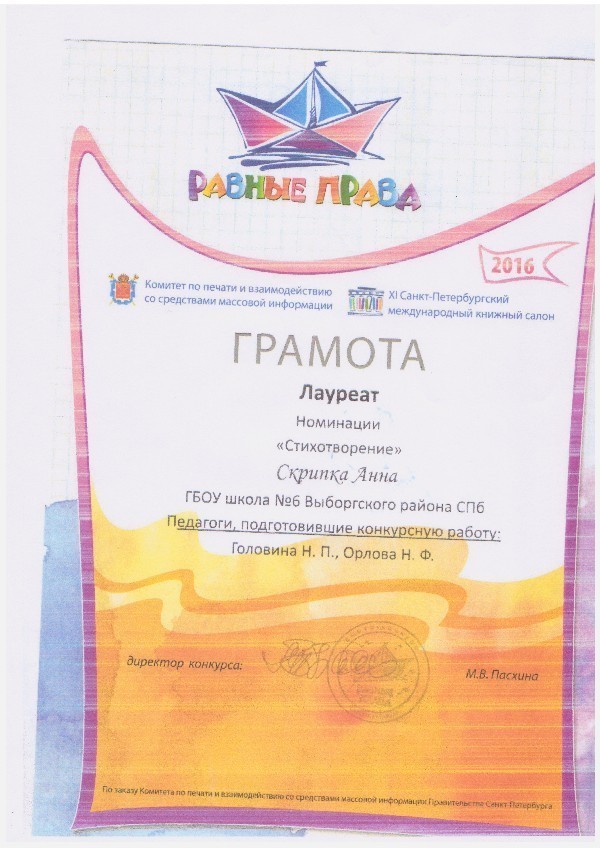 РАВНЫЕ ПРАВА
2016
Комитет по печати и взаимодействию
со средствами массовой информации
XI Санкт-Петербургский
международный книжный салон
ГРАМОТА
Лауреат
Номинации
«Стихотворение»
Скрипка Анна
ГБОУ школа №6 Выборгского района СПб
Педагоги, подготовившие конкурсную работу:
Головина Н. П., Орлова Н. Ф.
директор конкурса:
М.В. Пасхина
По заказу Комитета по печати и взаимодействию со средствами массовой информации Правительства Санкт-Петербурга